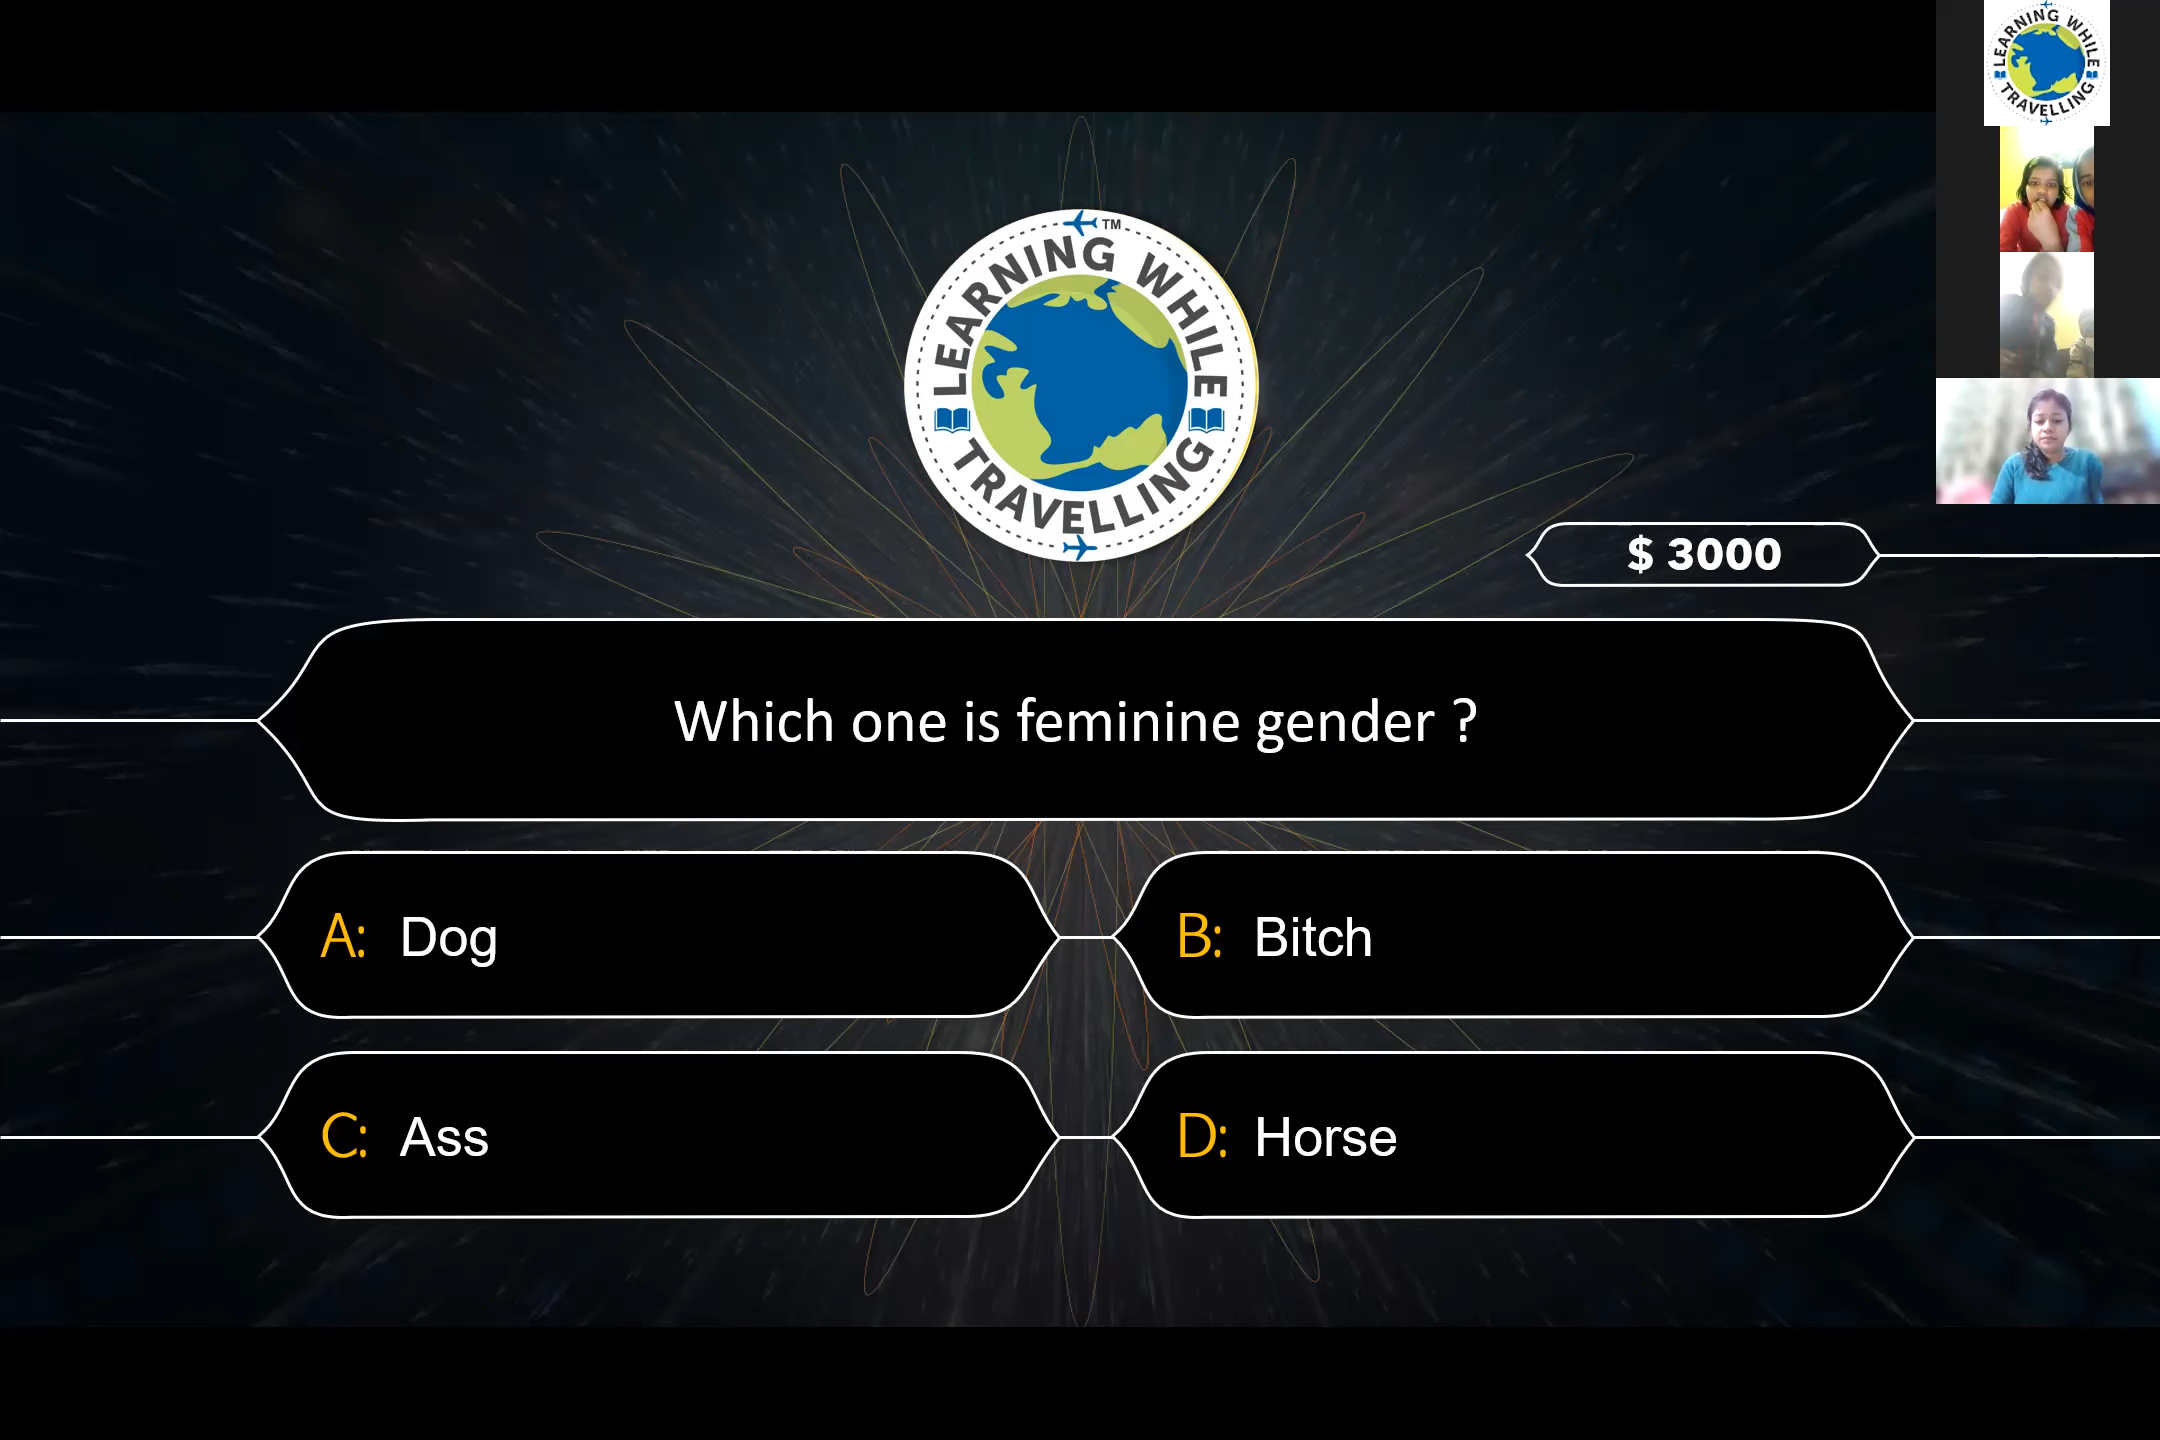 LEARNING WHILE
TRAVELLING
TM
LEARNING WHILE
TRAVELLING
$ 3000
Which one is feminine gender ?
A: Dog
B: Bitch
C: Ass
D: Horse